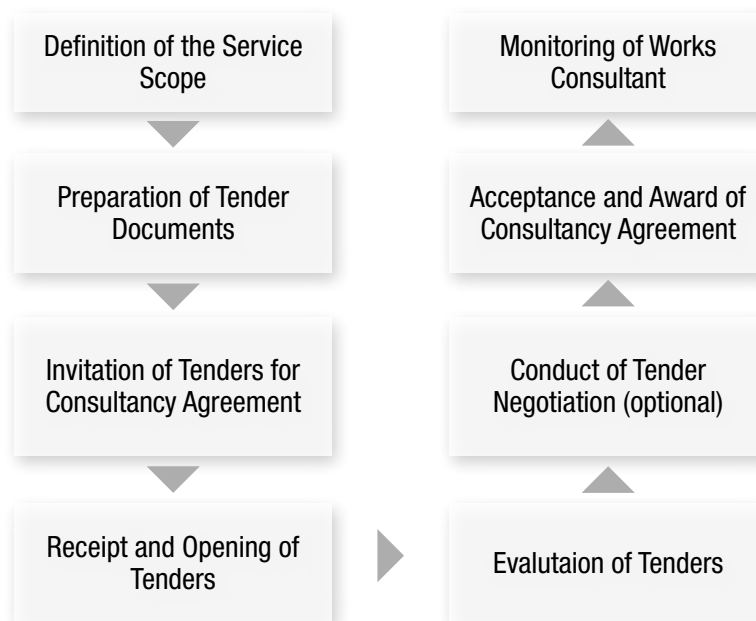 Definition of the Service
Scope
Preparation of Tender
Documents
Invitation of Tenders for
Consultancy Agreement
Receipt and Opening of
Tenders
Evalutaion of Tenders
Conduct of Tender
Negotiation (optional)
Acceptance and Award of
Consultancy Agreement
Monitoring of Works
Consultant